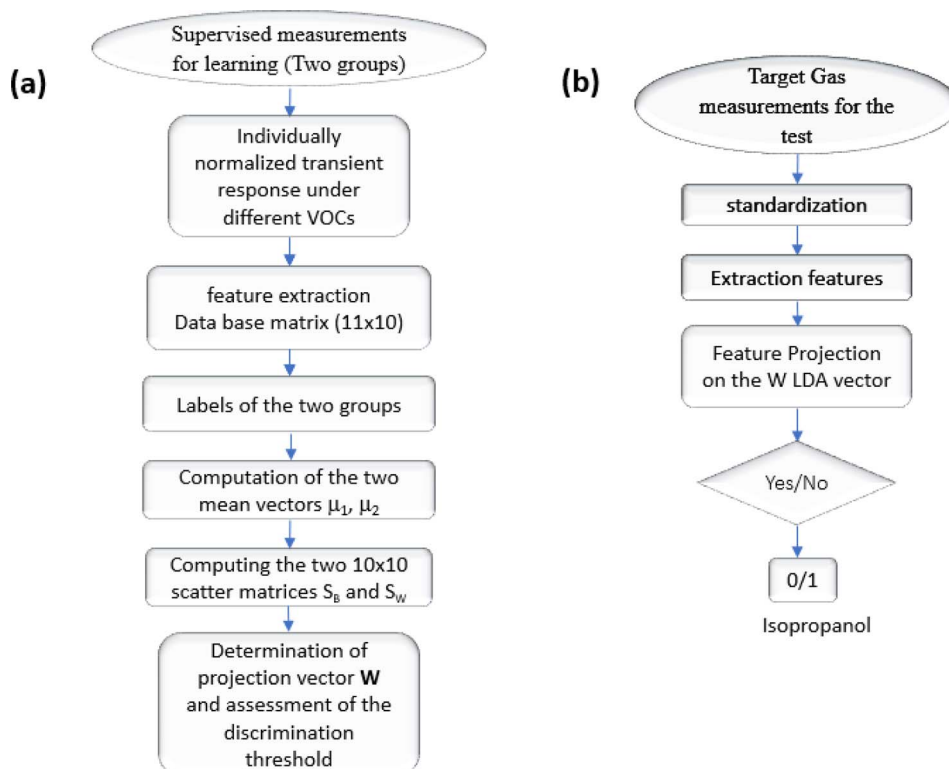 (a)
Supervised measurements
for learning (Two groups)
Individually
normalized transient
response under
different VOCs
feature extraction
Data base matrix (11x10)
Labels of the two groups
Computation of the two
mean vectors μ₁, μ₂
Computing the two 10x10
scatter matrices S_B and S_W
Determination of
projection vector W
and assessment of the
discrimination
threshold
(b)
Target Gas
measurements for the
test
standardization
Extraction features
Feature Projection
on the W LDA vector
Yes/No
0/1
Isopropanol